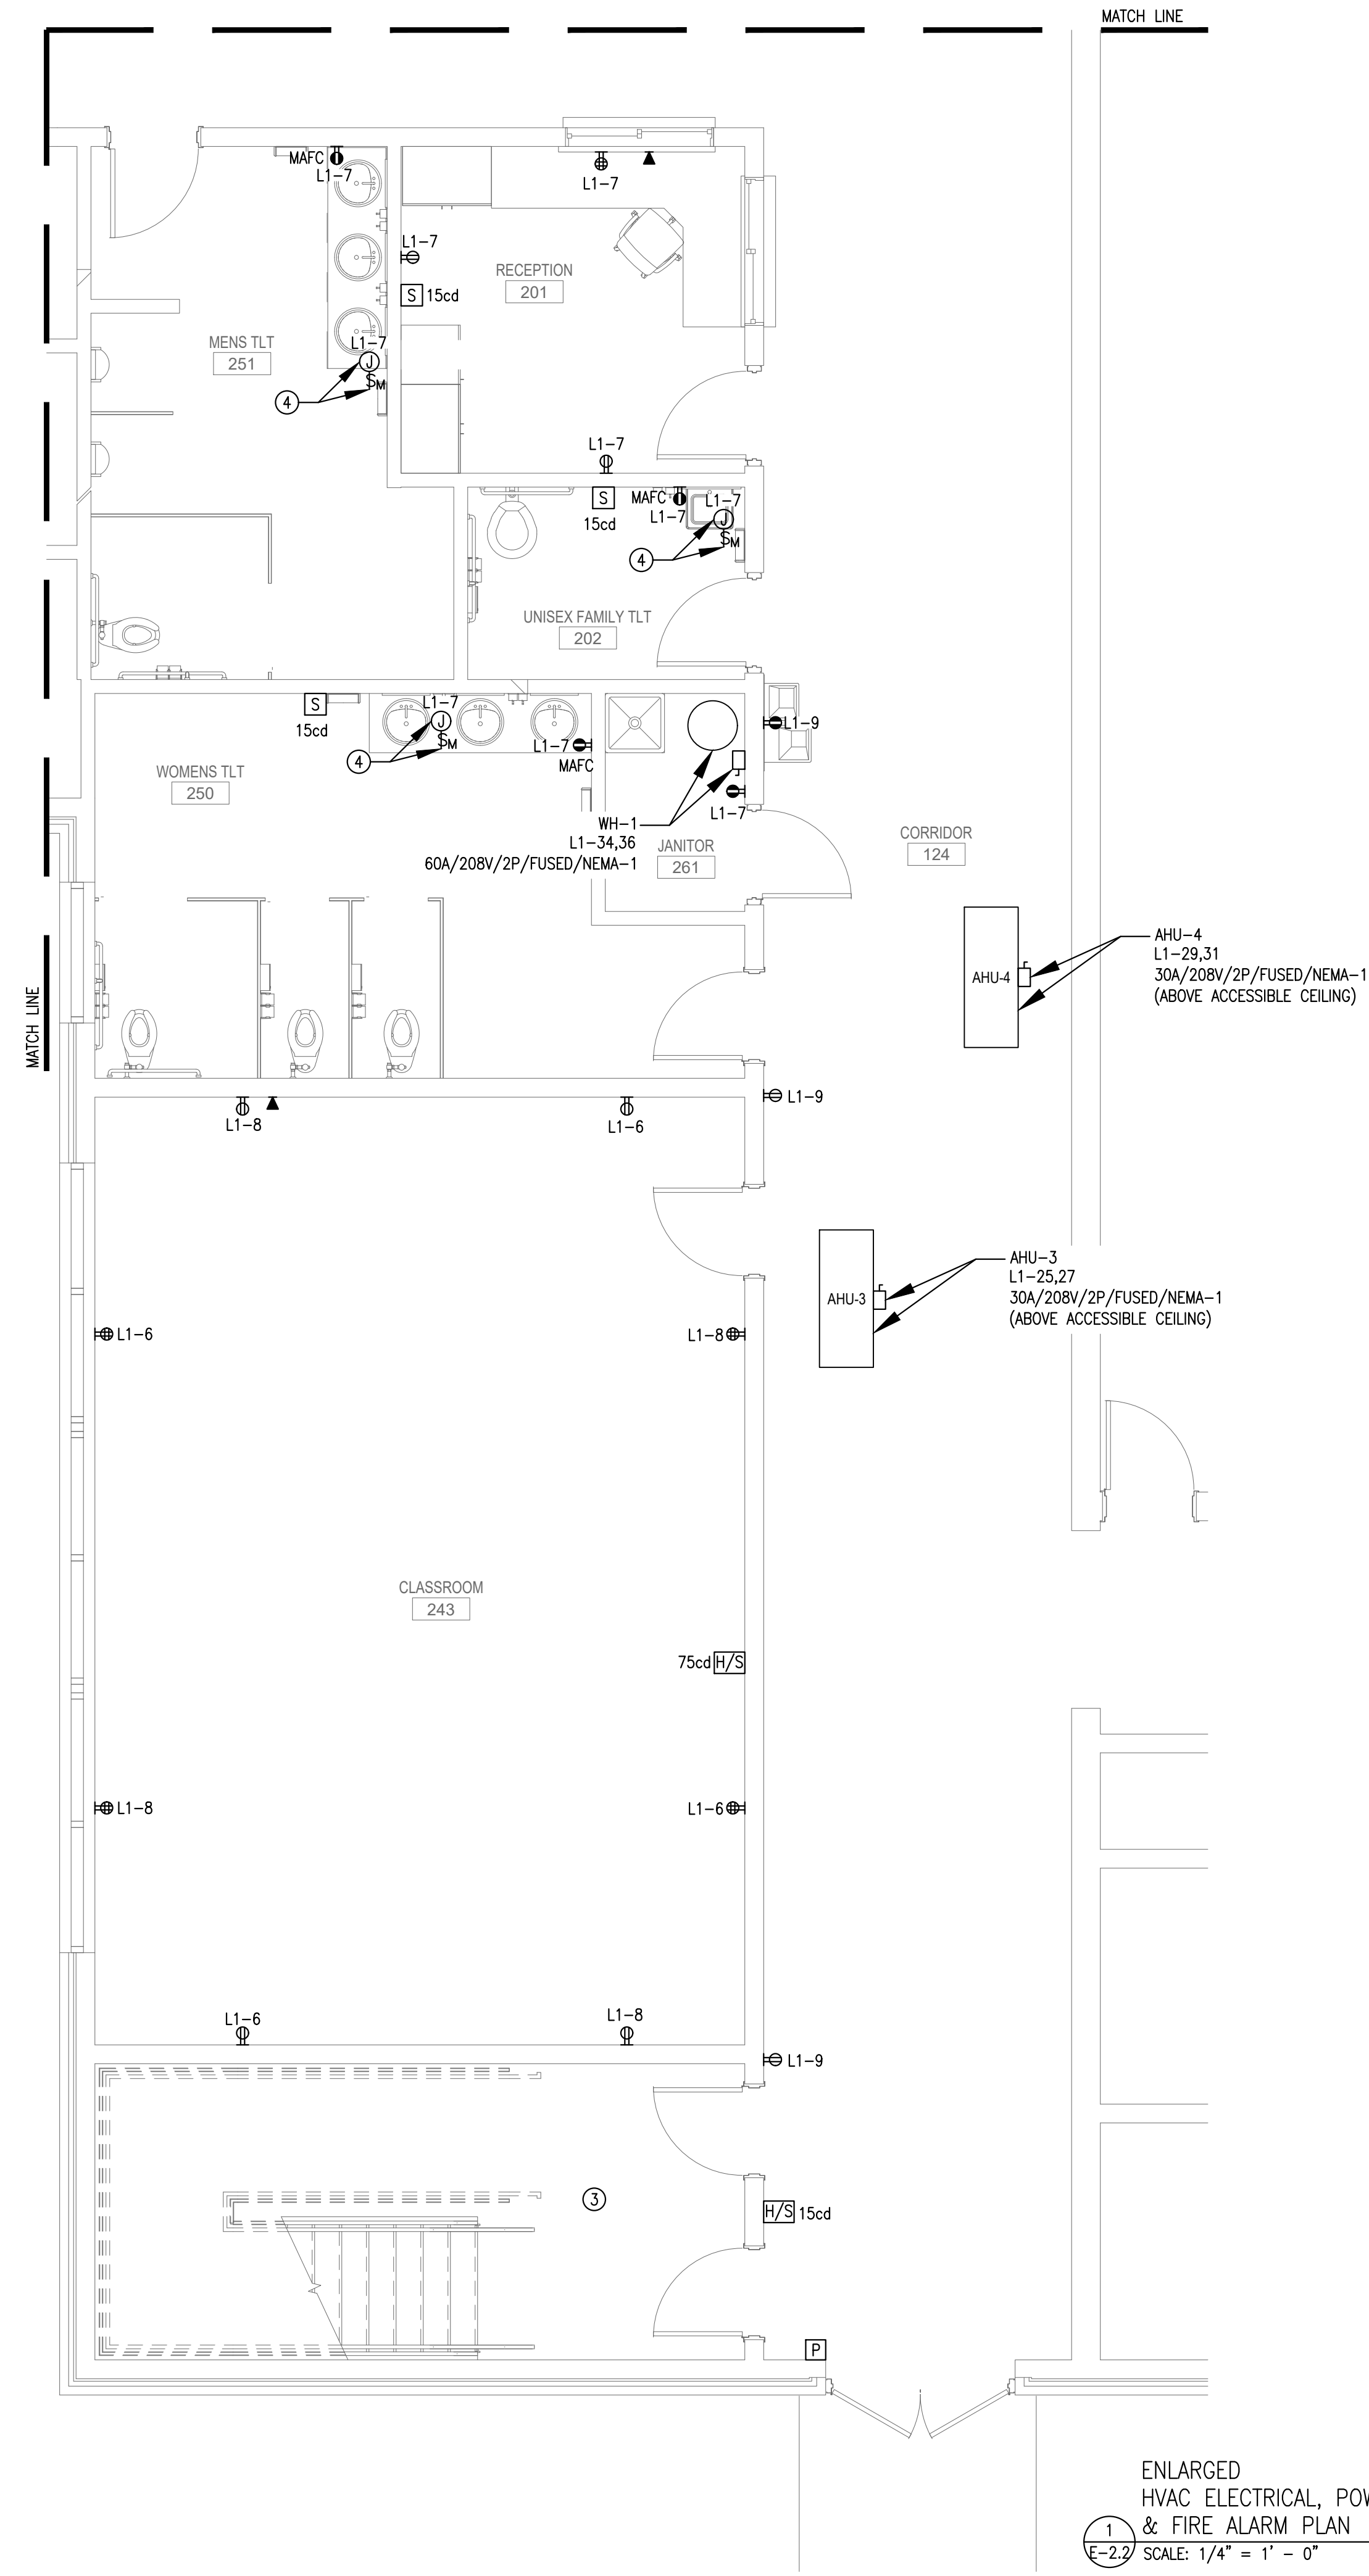 MATCH LINE
MAFC
L1-7
L1-7
L1-7
RECEPTION
201
S 15cd
MENS TLT
251
L1-7
J
SM
4
L1-7
S
15cd
MAFC
L1-7
L1-7
J
SM
4
UNISEX FAMILY TLT
202
S
15cd
L1-7
J
SM
4
L1-7
MAFC
L1-9
WOMENS TLT
250
L1-7
WH-1
L1-34,36
60A/208V/2P/FUSED/NEMA-1
JANITOR
261
CORRIDOR
124
AHU-4
AHU-4
L1-29,31
30A/208V/2P/FUSED/NEMA-1
(ABOVE ACCESSIBLE CEILING)
MATCH LINE
L1-9
L1-8
L1-6
AHU-3
AHU-3
L1-25,27
30A/208V/2P/FUSED/NEMA-1
(ABOVE ACCESSIBLE CEILING)
L1-6
L1-8
CLASSROOM
243
75cd H/S
L1-8
L1-6
L1-6
L1-8
L1-9
3
H/S 15cd
P
ENLARGED
HVAC ELECTRICAL,
& FIRE ALARM PLAN
1
E-2.2
SCALE: 1/4" = 1' - 0"